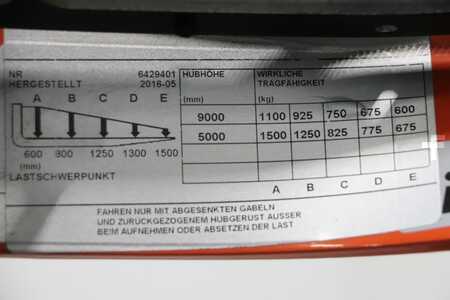 NR 6429401
HERGESTELLT 2016-05
A B C D E
600 800 1250 1300 1500
(mm)
LASTSCHWERPUNKT
HUBHÖHE WIRKLICHE TRAGFÄHIGKEIT
(mm) (kg)
9000 1100 925 750 675 600
5000 1500 1250 825 775 675
A B C D E
FAHREN NUR MIT ABGESENKTEN GABELN
UND ZURÜCKGEZOGENEM HUBGERUST AUSSER
BEIM AUFNEHMEN ODER ABSETZEN DER LAST